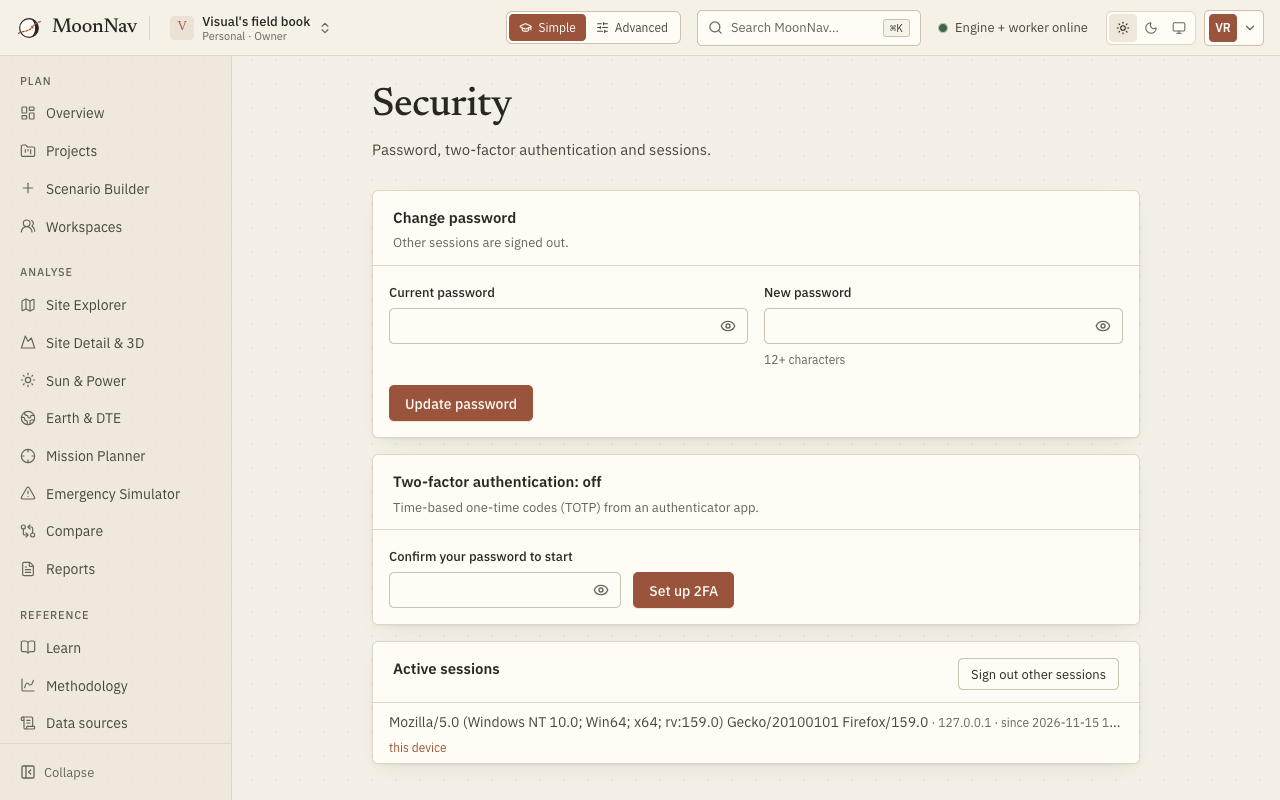 MoonNav
V
Visual's field book
Personal · Owner
Simple
Advanced
Search MoonNav...
⌘K
Engine + worker online
VR
PLAN
Overview
Projects
Scenario Builder
Workspaces
ANALYSE
Site Explorer
Site Detail & 3D
Sun & Power
Earth & DTE
Mission Planner
Emergency Simulator
Compare
Reports
REFERENCE
Learn
Methodology
Data sources
Collapse
Security
Password, two-factor authentication and sessions.
Change password
Other sessions are signed out.
Current password
New password
12+ characters
Update password
Two-factor authentication: off
Time-based one-time codes (TOTP) from an authenticator app.
Confirm your password to start
Set up 2FA
Active sessions
Sign out other sessions
Mozilla/5.0 (Windows NT 10.0; Win64; x64; rv:159.0) Gecko/20100101 Firefox/159.0 · 127.0.0.1 · since 2026-11-15 1...
this device